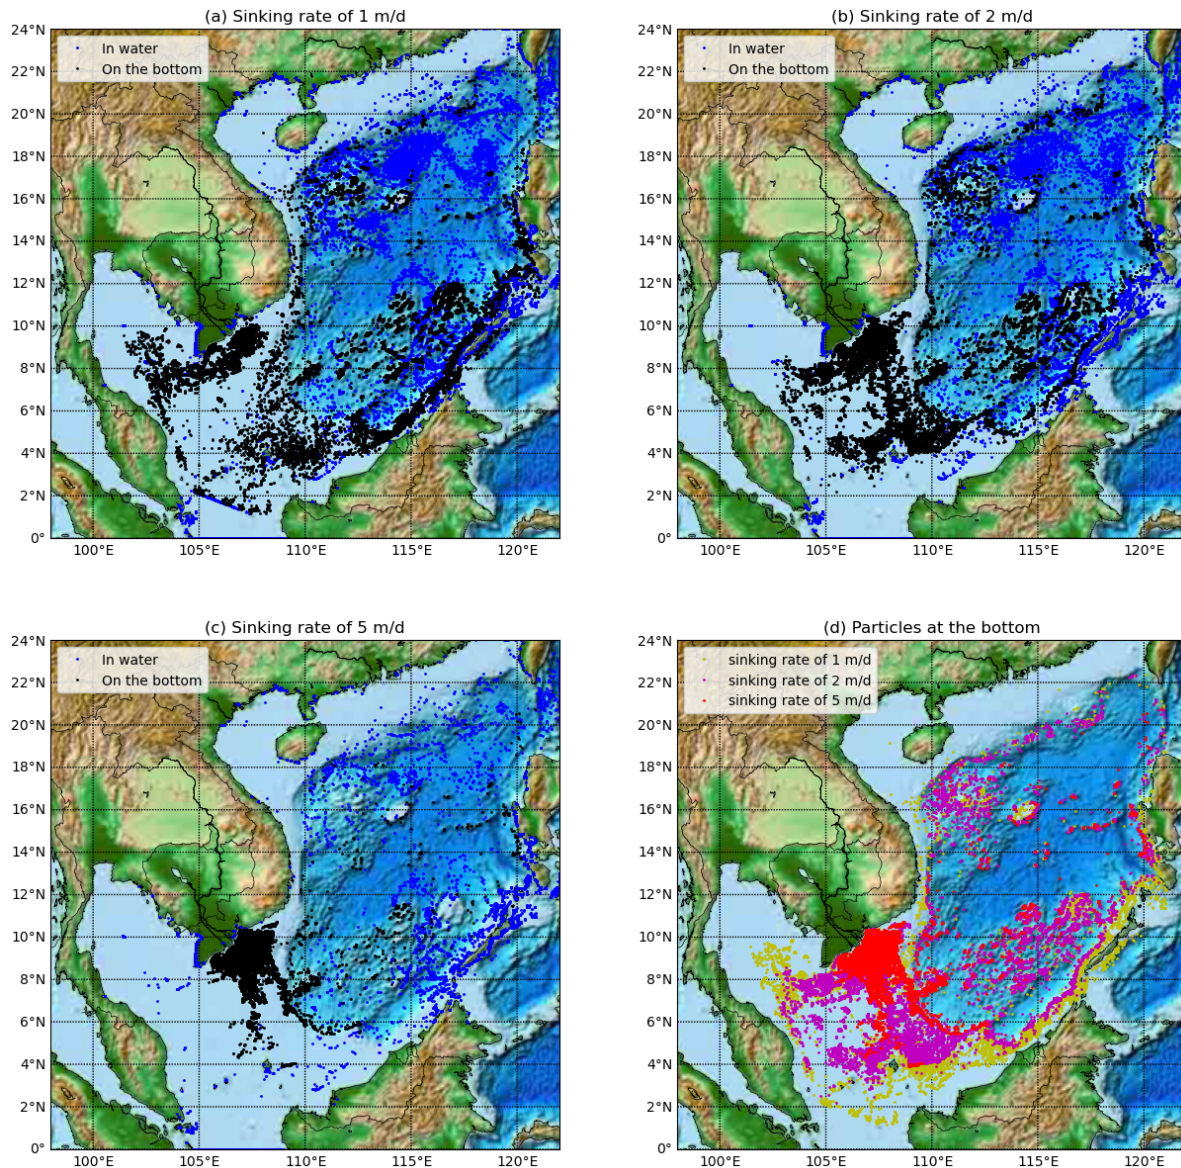 (a) Sinking rate of 1 m/d
24°N
22°N
20°N
18°N
16°N
14°N
12°N
10°N
8°N
6°N
4°N
2°N
0°
In water
On the bottom
100°E 105°E 110°E 115°E 120°E
(b) Sinking rate of 2 m/d
24°N
22°N
20°N
18°N
16°N
14°N
12°N
10°N
8°N
6°N
4°N
2°N
0°
In water
On the bottom
100°E 105°E 110°E 115°E 120°E
(c) Sinking rate of 5 m/d
24°N
22°N
20°N
18°N
16°N
14°N
12°N
10°N
8°N
6°N
4°N
2°N
0°
In water
On the bottom
100°E 105°E 110°E 115°E 120°E
(d) Particles at the bottom
24°N
22°N
20°N
18°N
16°N
14°N
12°N
10°N
8°N
6°N
4°N
2°N
0°
sinking rate of 1 m/d
sinking rate of 2 m/d
sinking rate of 5 m/d
100°E 105°E 110°E 115°E 120°E